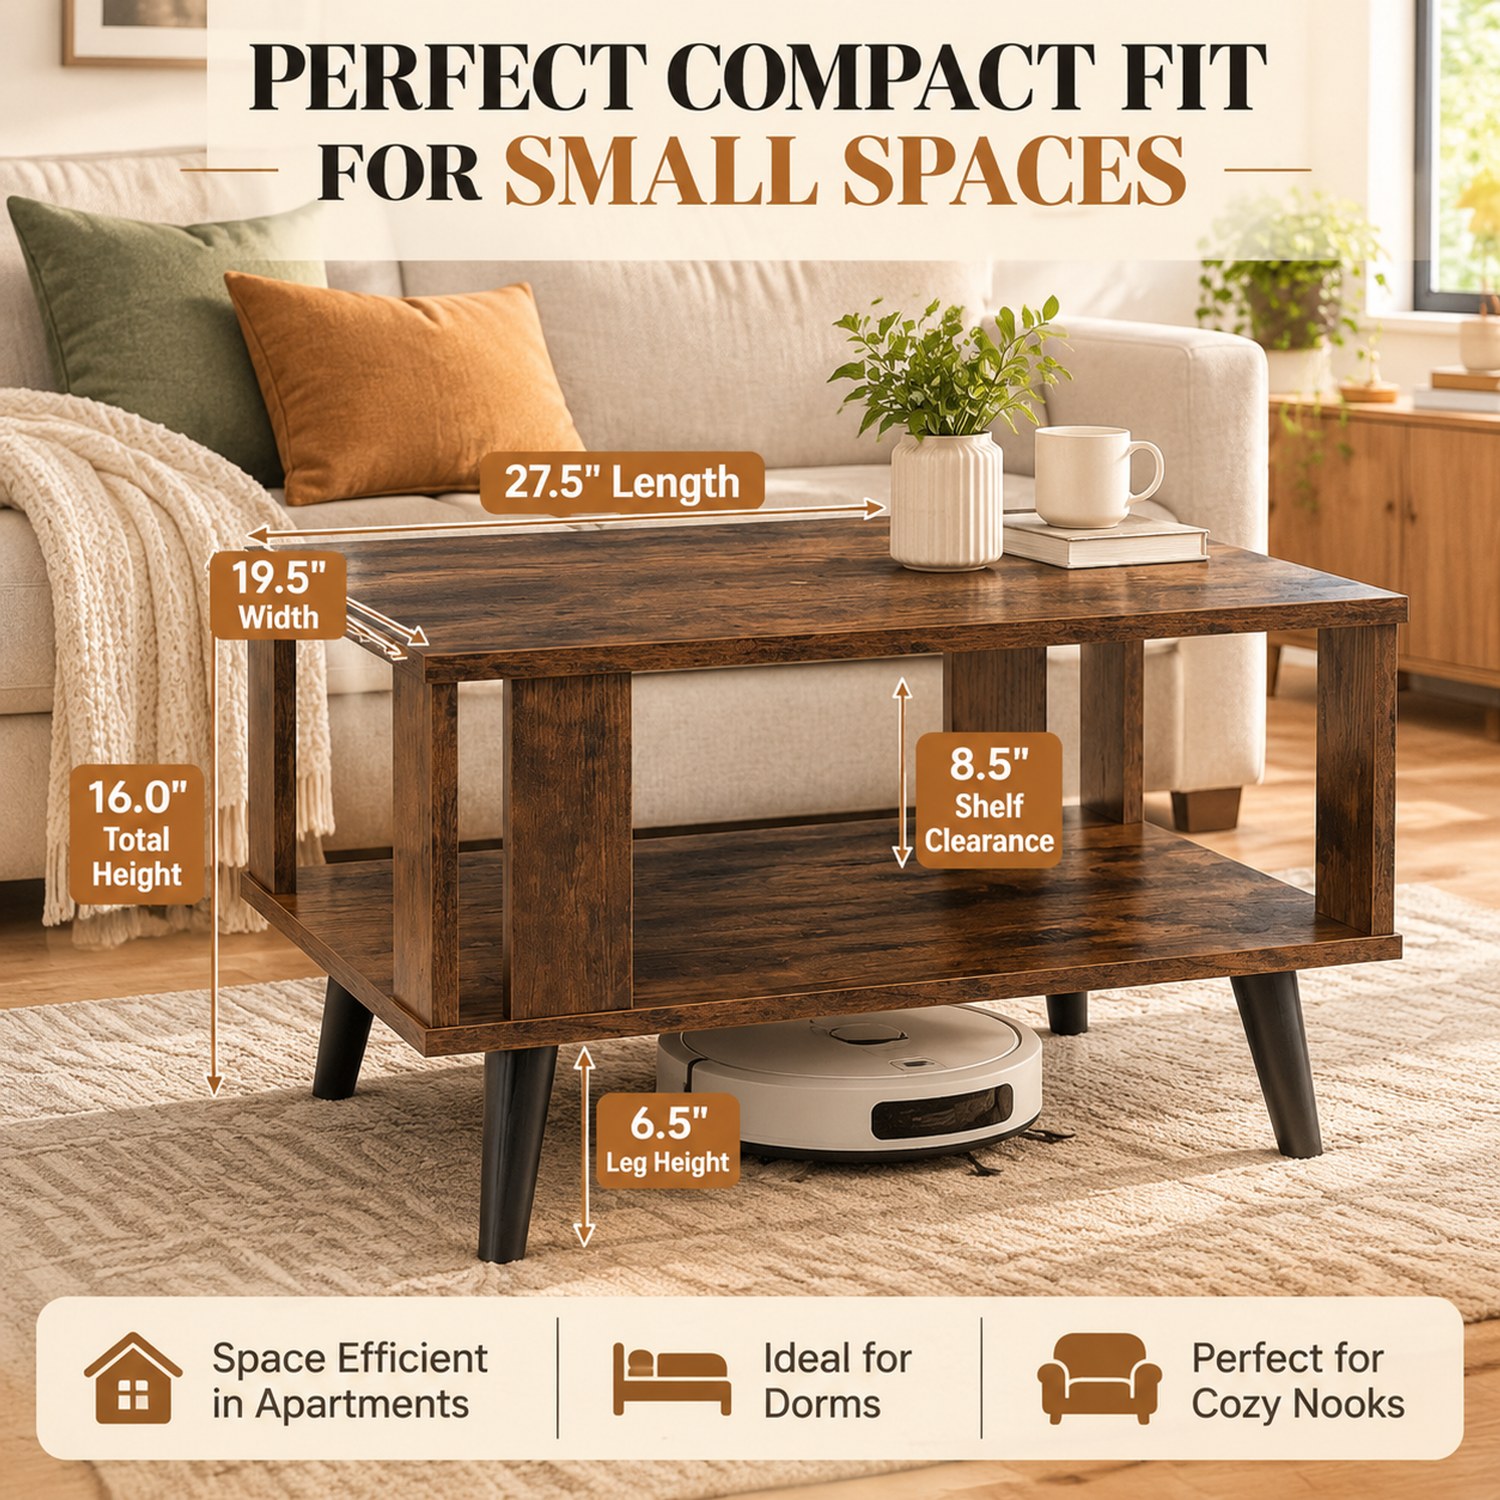 PERFECT COMPACT FIT
FOR SMALL SPACES
27.5" Length
19.5"
Width
16.0"
Total
Height
8.5"
Shelf
Clearance
6.5"
Leg Height
Space Efficient
in Apartments
Ideal for
Dorms
Perfect for
Cozy Nooks